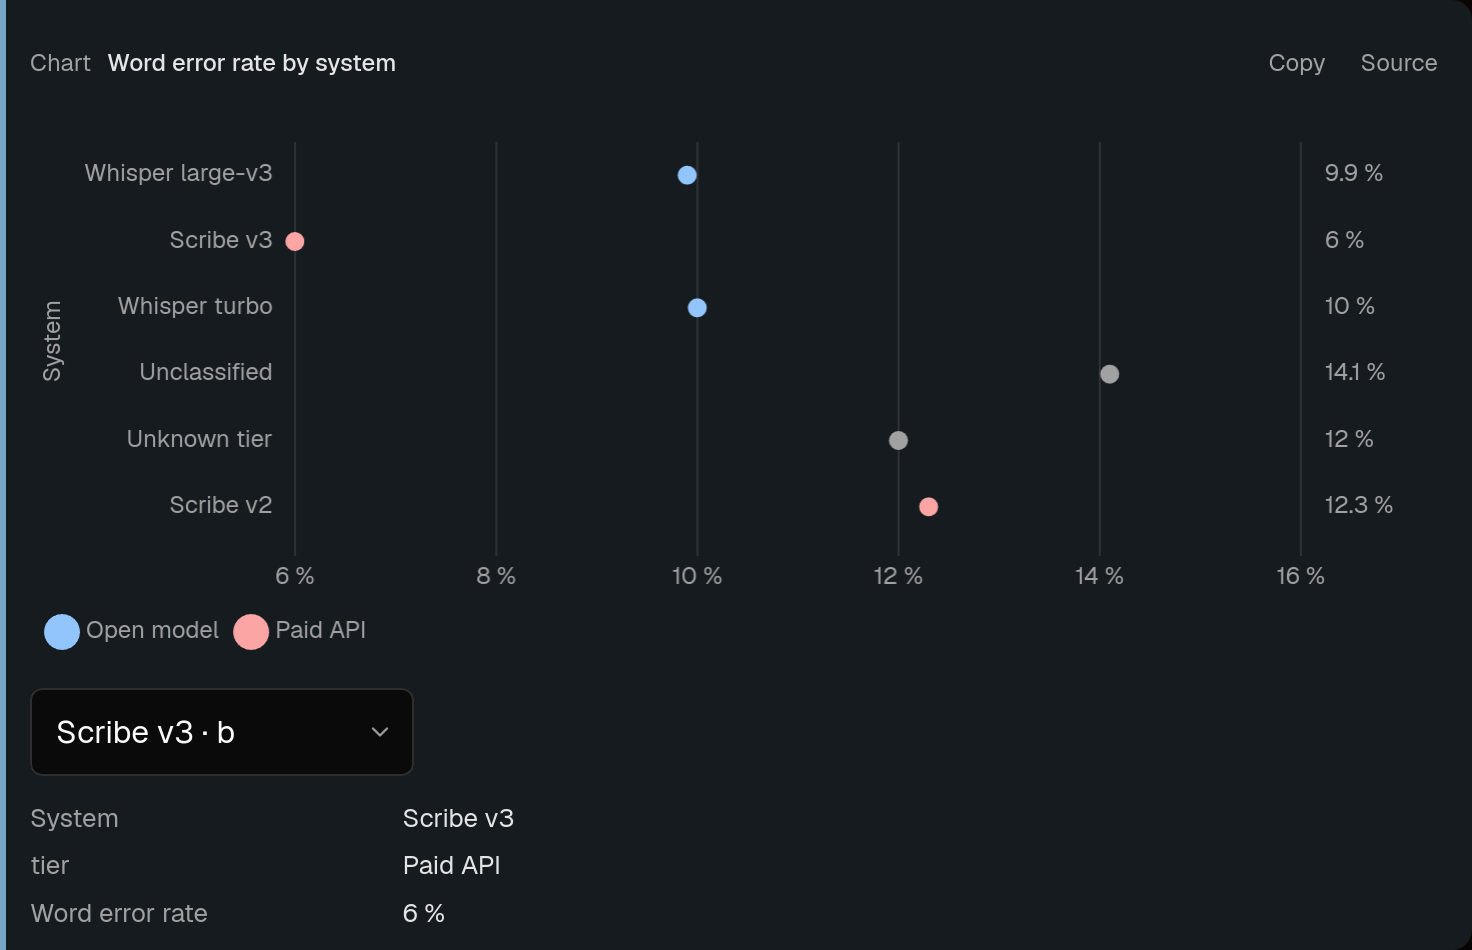 Chart Word error rate by system Copy Source
Whisper large-v3 9.9 %
Scribe v3 6 %
Whisper turbo 10 %
System
Unclassified 14.1 %
Unknown tier 12 %
Scribe v2 12.3 %
6 % 8 % 10 % 12 % 14 % 16 %
Open model Paid API
Scribe v3 · b
System Scribe v3
tier Paid API
Word error rate 6 %